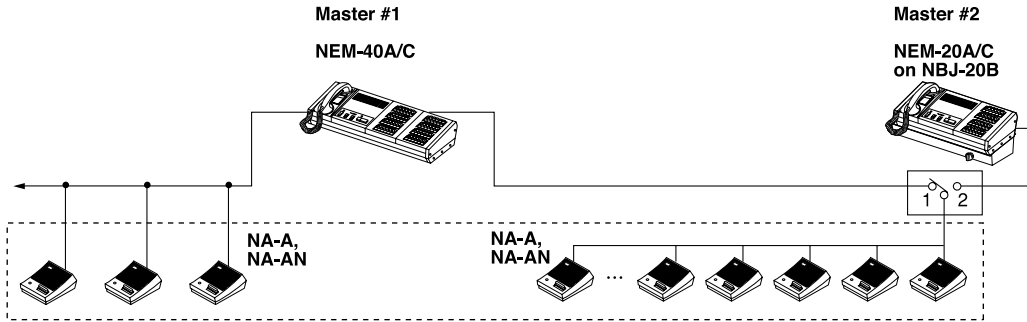 Master #1
NEM-40A/C
Master #2
NEM-20A/C
on NBJ-20B
1 2
NA-A,
NA-AN
NA-A,
NA-AN
...